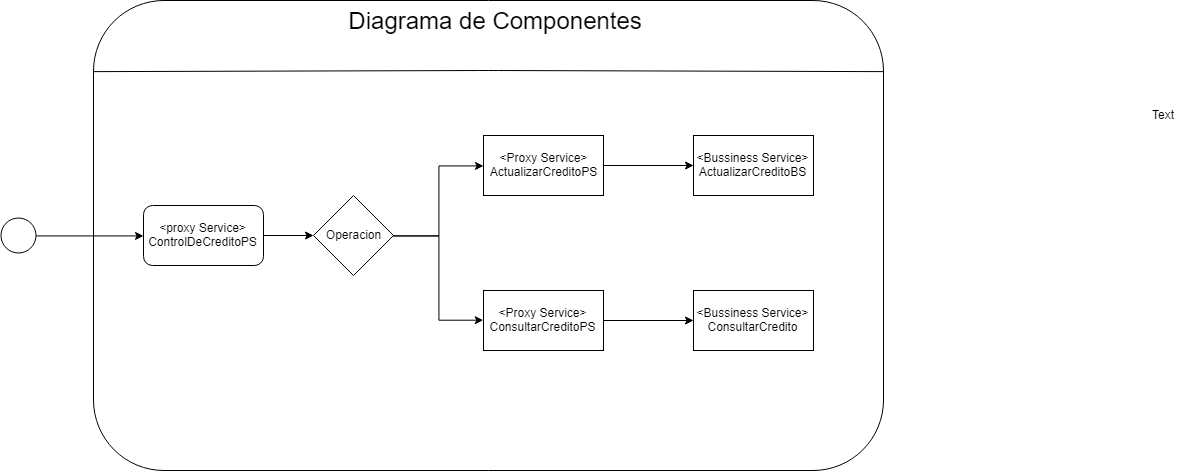 Diagrama de Componentes
Text
<Proxy Service>
ActualizarCreditoPS
<Bussiness Service>
ActualizarCreditoBS
<proxy Service>
ControlDeCreditoPS
Operacion
<Proxy Service>
ConsultarCreditoPS
<Bussiness Service>
ConsultarCredito